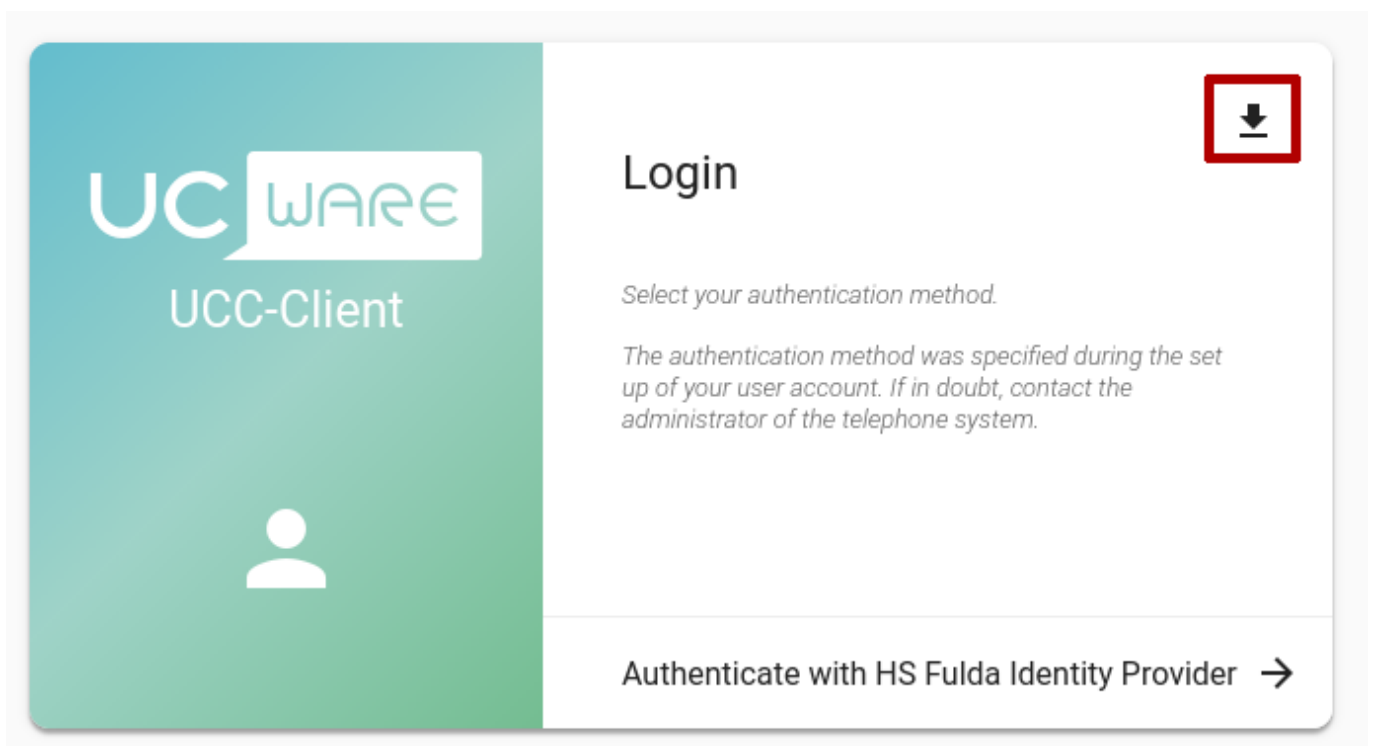 UC WARE
UCC-Client
Login
Select your authentication method.
The authentication method was specified during the set
up of your user account. If in doubt, contact the
administrator of the telephone system.
Authenticate with HS Fulda Identity Provider